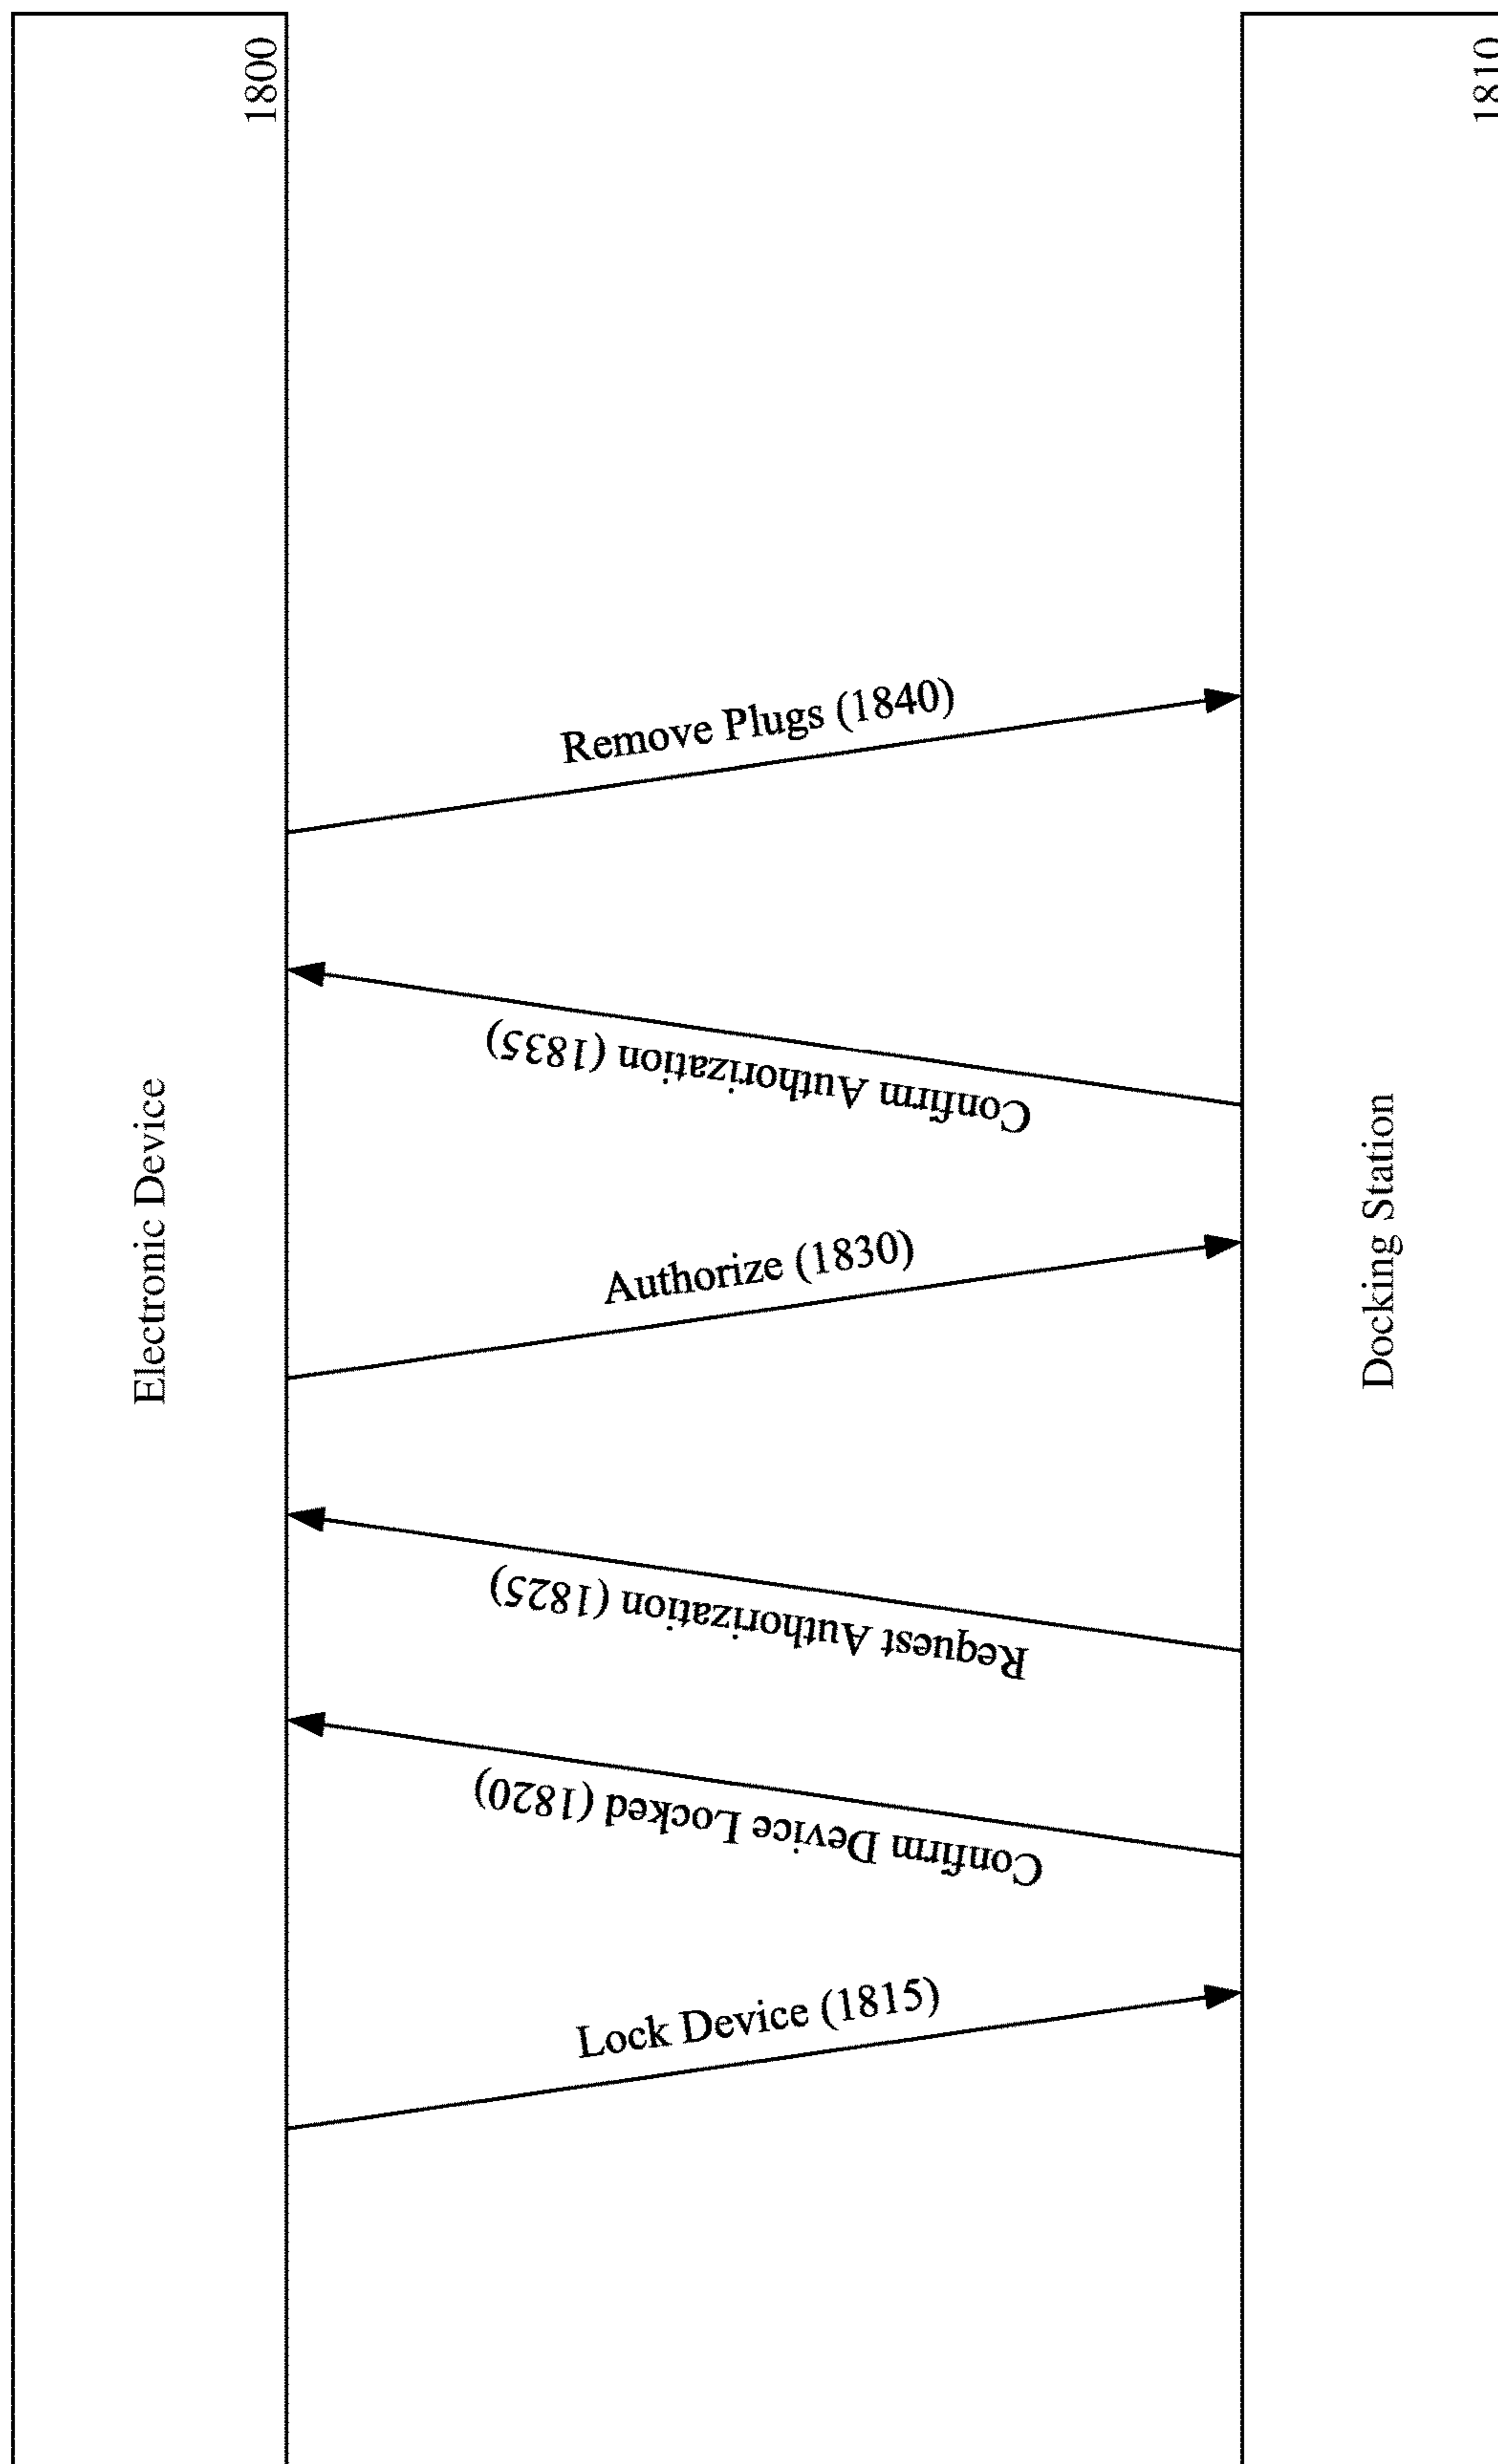 1800
Electronic Device
Remove Plugs (1840)
Confirm Authorization (1835)
Authorize (1830)
Request Authorization (1825)
Confirm Device Locked (1820)
Lock Device (1815)
1810
Docking Station